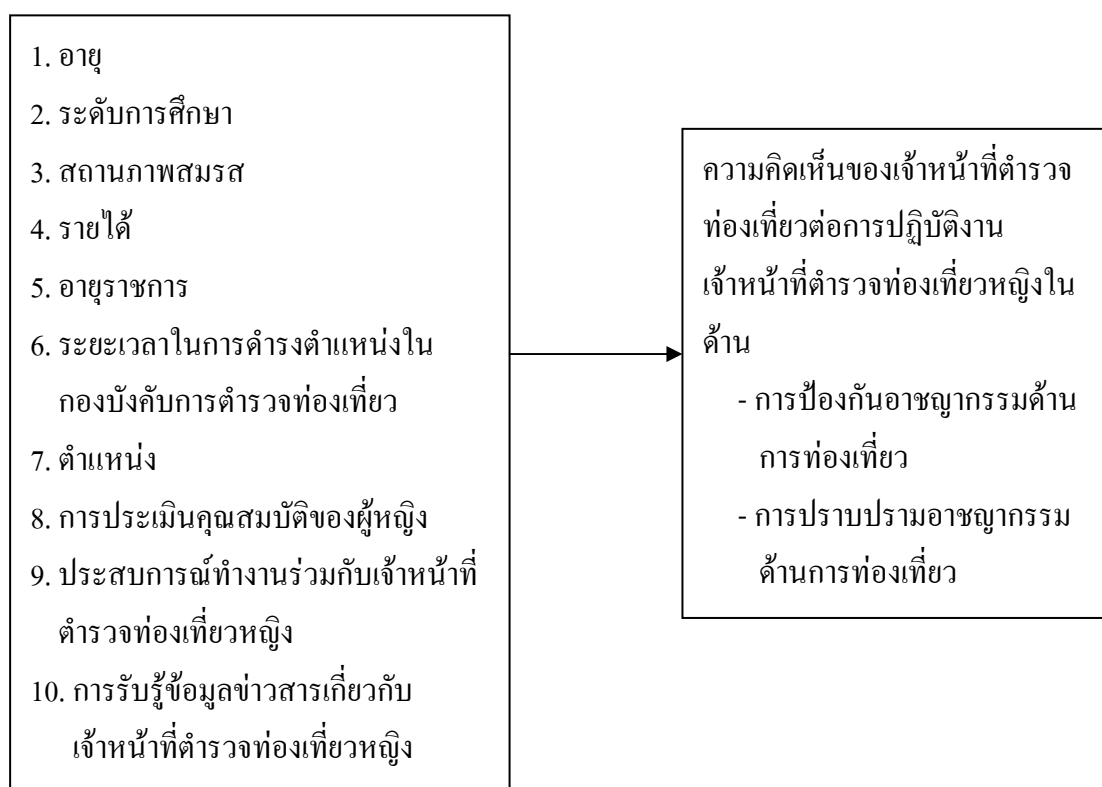 1. อายุ
2. ระดับการศึกษา
3. สถานภาพสมรส
4. รายได้
5. อายุราชการ
6. ระยะเวลาในการดำรงตำแหน่งใน
กองบังคับการตำรวจท่องเที่ยว
7. ตำแหน่ง
8. การประเมินคุณสมบัติของผู้หญิง
9. ประสบการณ์ทำงานร่วมกับเจ้าหน้าที่
ตำรวจท่องเที่ยวหญิง
10. การรับรู้ข้อมูลข่าวสารเกี่ยวกับ
เจ้าหน้าที่ตำรวจท่องเที่ยวหญิง
ความคิดเห็นของเจ้าหน้าที่ตำรวจ
ท่องเที่ยวต่อการปฏิบัติงาน
เจ้าหน้าที่ตำรวจท่องเที่ยวหญิงใน
ด้าน
- การป้องกันอาชญากรรมด้าน
การท่องเที่ยว
- การปราบปรามอาชญากรรม
ด้านการท่องเที่ยว